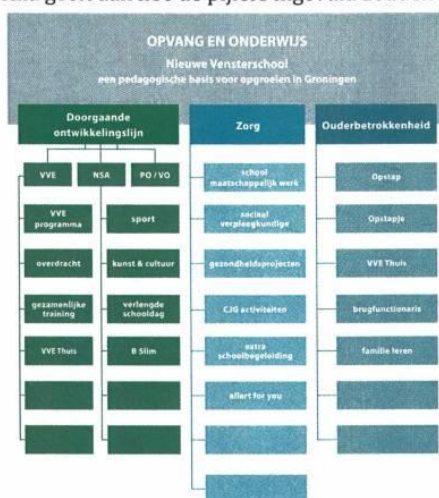 OPVANG EN ONDERWIJS
Nieuwe Vensterschool
een pedagogische basis voor opgroeien in Groningen
Doorgaande
ontwikkelingslijn
Zorg
Ouderbetrokkenheid
VVE
NSA
PO / VO
VVE
programma
sport
overdracht
kunst & cultuur
gezamenlijke
training
verlengde
schooldag
VVE Thuis
B Slim
school
maatschappelijk werk
sociaal
verpleegkundige
gezondheidsprojecten
CJG activiteiten
extra
schoolbegeleiding
allert for you
Opstap
Opstapje
VVE Thuis
brugfunctionaris
familie leren